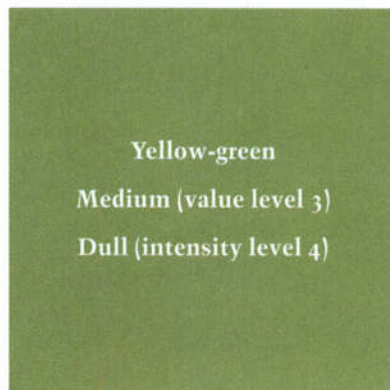 Yellow-green
Medium (value level 3)
Dull (intensity level 4)